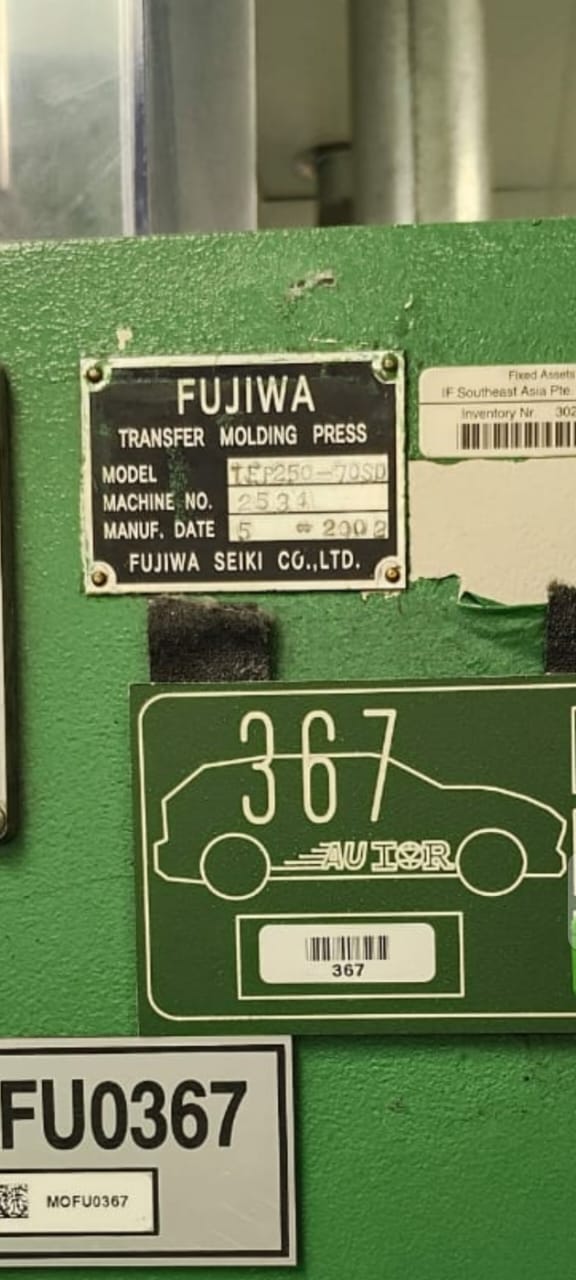 FUJIWA
TRANSFER MOLDING PRESS
MODEL TEP250-70SD
MACHINE NO. 2534
MANUF. DATE 5 2002
FUJIWA SEIKI CO.,LTD.
Fixed Assets
IF Southeast Asia Pte.
Inventory Nr. 302
367
367
FU0367
MOFU0367